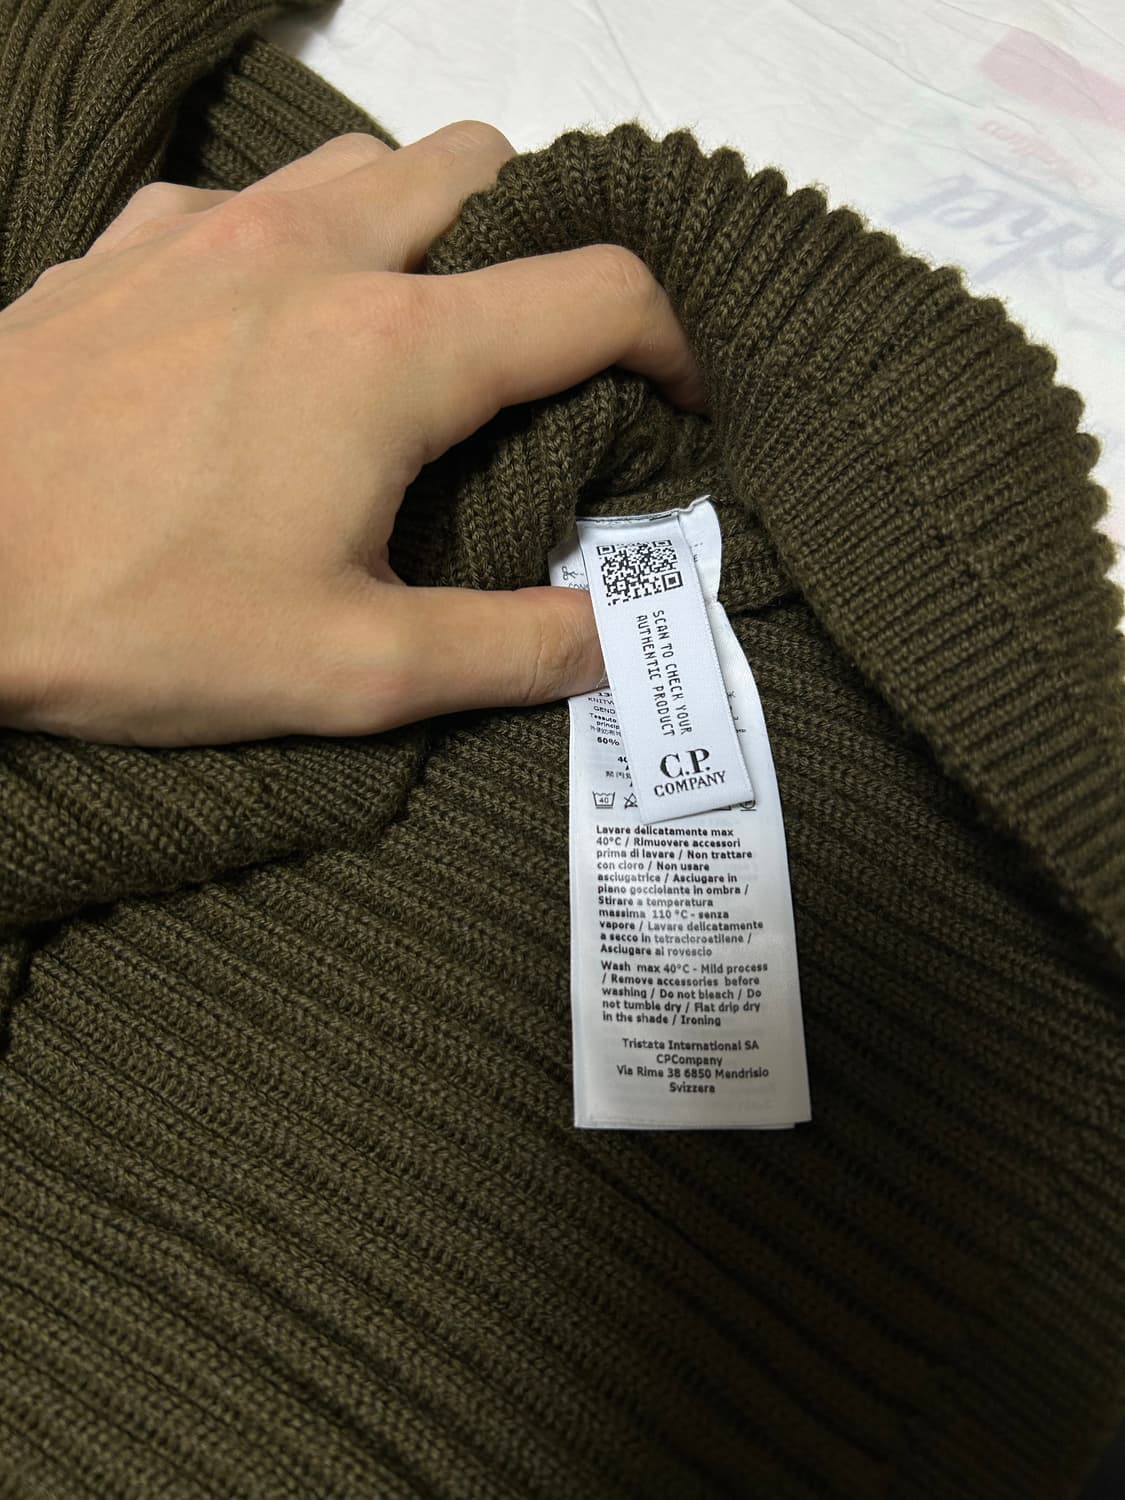 SCAN TO CHECK YOUR
AUTHENTIC PRODUCT
C.P.
COMPANY
60%
40
Lavare delicatamente max
40°C / Rimuovere accessori
prima di lavare / Non trattare
con cloro / Non usare
asciugatrice / Asciugare in
piano gocciolante in ombra /
Stirare a temperatura
massima 110 °C - senza
vapore / Lavare delicatamente
a secco in tetracloroetilene /
Asciugare al rovescio
Wash max 40°C - Mild process
/ Remove accessories before
washing / Do not bleach / Do
not tumble dry / Flat drip dry
in the shade / Ironing
Tristate International SA
CPCompany
Via Rime 38 6850 Mendrisio
Svizzera